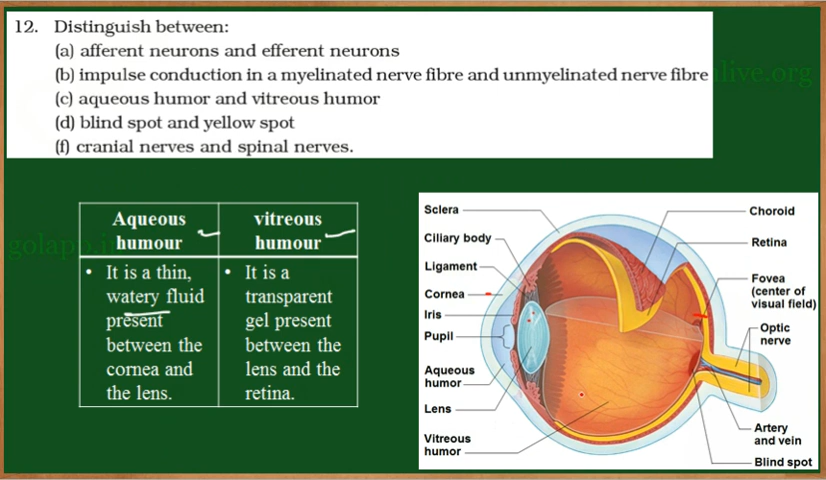 12. Distinguish between:
(a) afferent neurons and efferent neurons
(b) impulse conduction in a myelinated nerve fibre and unmyelinated nerve fibre
(c) aqueous humor and vitreous humor
(d) blind spot and yellow spot
(f) cranial nerves and spinal nerves.
live.org
Aqueous
humour
• It is a thin,
watery fluid
present
between the
cornea and
the lens.
vitreous
humour
• It is a
transparent
gel present
between the
lens and the
retina.
Sclera
Ciliary body
Ligament
Cornea
Iris
Pupil
Aqueous
humor
Lens
Vitreous
humor
Choroid
Retina
Fovea
(center of
visual field)
Optic
nerve
Artery
and vein
Blind spot